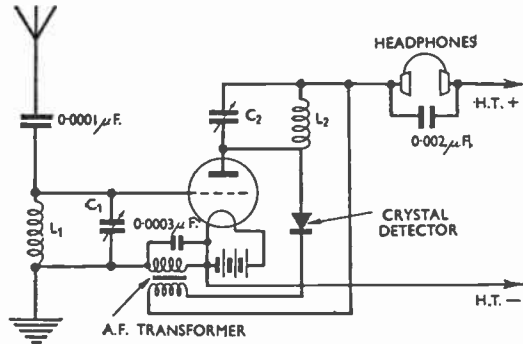 HEADPHONES
0·0001μF.
C2
L2
·H.T.+
0·002μF.
C1
0·0003μF.
L1
CRYSTAL
DETECTOR
H.T.—
A.F. TRANSFORMER